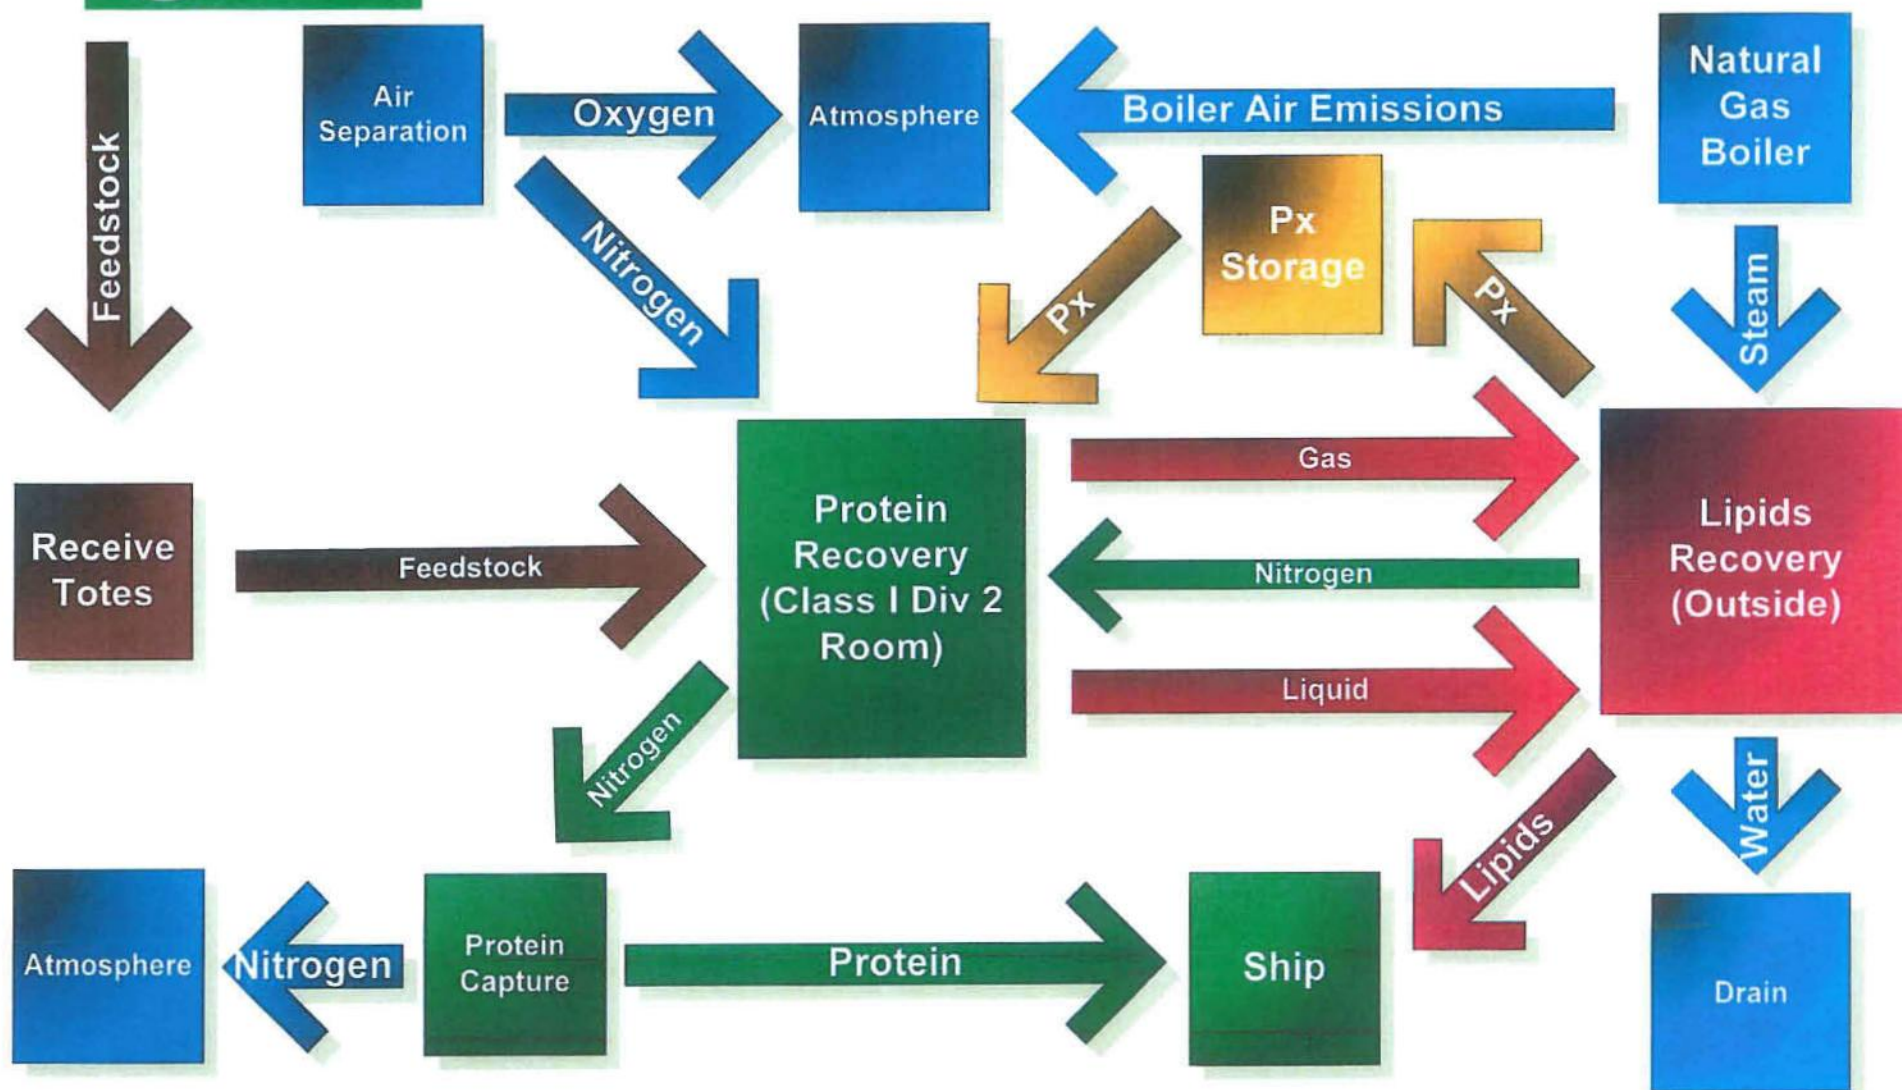 Air
Separation
Oxygen
Atmosphere
Boiler Air Emissions
Natural
Gas
Boiler
Feedstock
Nitrogen
Px
Px
Storage
Px
Steam
Receive
Totes
Feedstock
Protein
Recovery
(Class I Div 2
Room)
Gas
Nitrogen
Liquid
Lipids
Recovery
(Outside)
Nitrogen
Lipids
Water
Atmosphere
Nitrogen
Protein
Capture
Protein
Ship
Drain